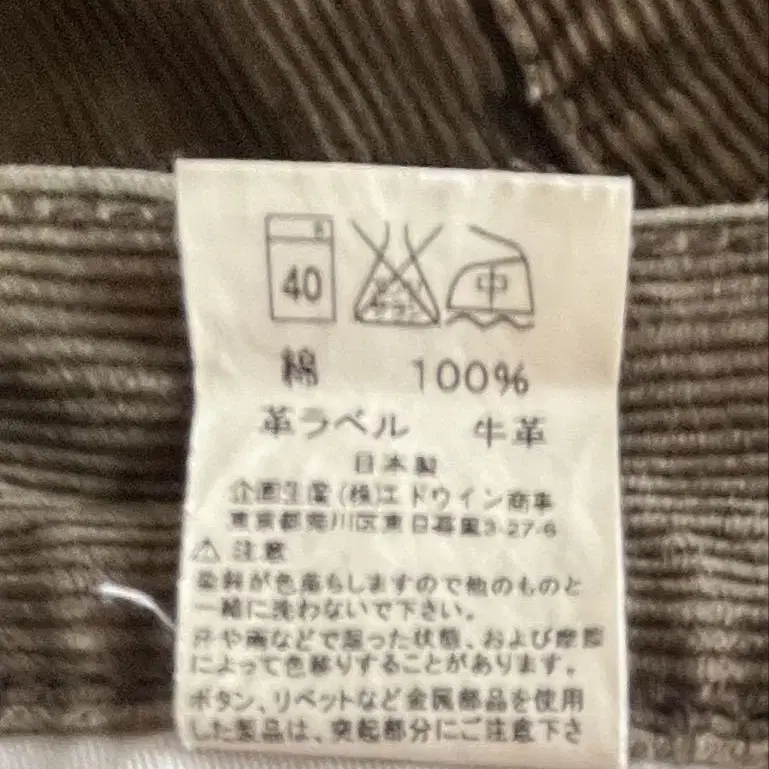 40
エンソ サラシ
中
綿 100%
革ラベル 牛革
日本製
企画生産 (株)エドウイン商事
東京都荒川区東日暮里3-27-6
⚠ 注意
染料が色落ちしますので他のものと
一緒に洗わないで下さい。
汗や雨などで湿った状態、および摩擦
によって色移りすることがあります。
ボタン、リベットなど金属部品を使用
した製品は、突起部分にご注意下さ